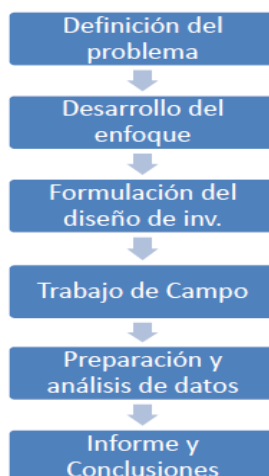 Definición del
problema
Desarrollo del
enfoque
Formulación del
diseño de inv.
Trabajo de Campo
Preparación y
análisis de datos
Informe y
Conclusiones